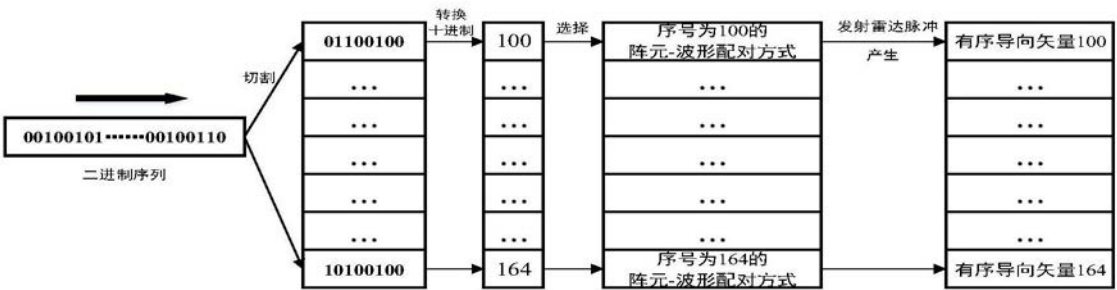 转换
十进制
选择
发射雷达脉冲
产生
切割
01100100
100
序号为100的
阵元-波形配对方式
有序导向矢量100
... ... ... ...
... ... ... ...
00100101······00100110
二进制序列
... ... ... ...
... ... ... ...
... ... ... ...
10100100
164
序号为164的
阵元-波形配对方式
有序导向矢量164